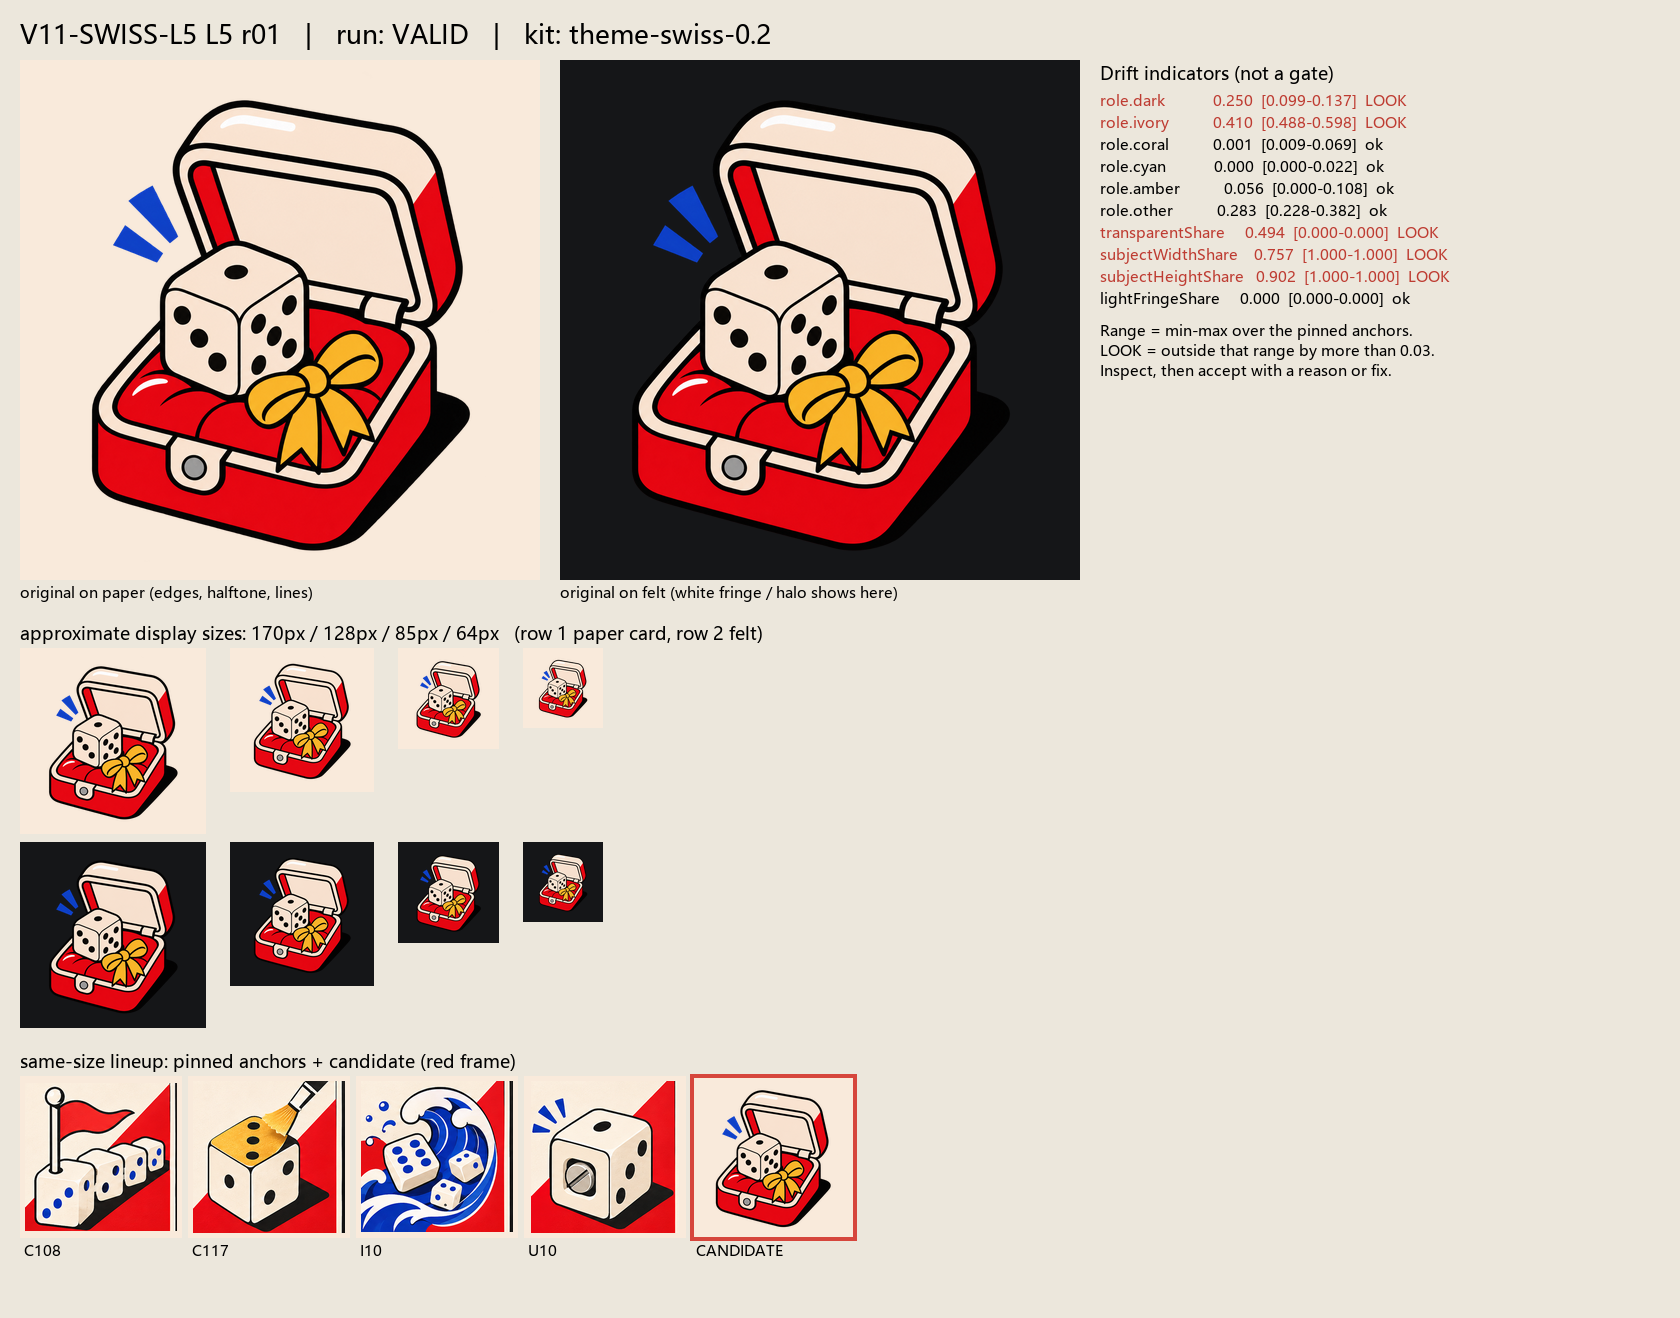 V11-SWISS-L5 L5 r01 | run: VALID | kit: theme-swiss-0.2
Drift indicators (not a gate)
role.dark 0.250 [0.099-0.137] LOOK
role.ivory 0.410 [0.488-0.598] LOOK
role.coral 0.001 [0.009-0.069] ok
role.cyan 0.000 [0.000-0.022] ok
role.amber 0.056 [0.000-0.108] ok
role.other 0.283 [0.228-0.382] ok
transparentShare 0.494 [0.000-0.000] LOOK
subjectWidthShare 0.757 [1.000-1.000] LOOK
subjectHeightShare 0.902 [1.000-1.000] LOOK
lightFringeShare 0.000 [0.000-0.000] ok
Range = min-max over the pinned anchors.
LOOK = outside that range by more than 0.03.
Inspect, then accept with a reason or fix.
original on paper (edges, halftone, lines)
original on felt (white fringe / halo shows here)
approximate display sizes: 170px / 128px / 85px / 64px (row 1 paper card, row 2 felt)
same-size lineup: pinned anchors + candidate (red frame)
C108
C117
I10
U10
CANDIDATE